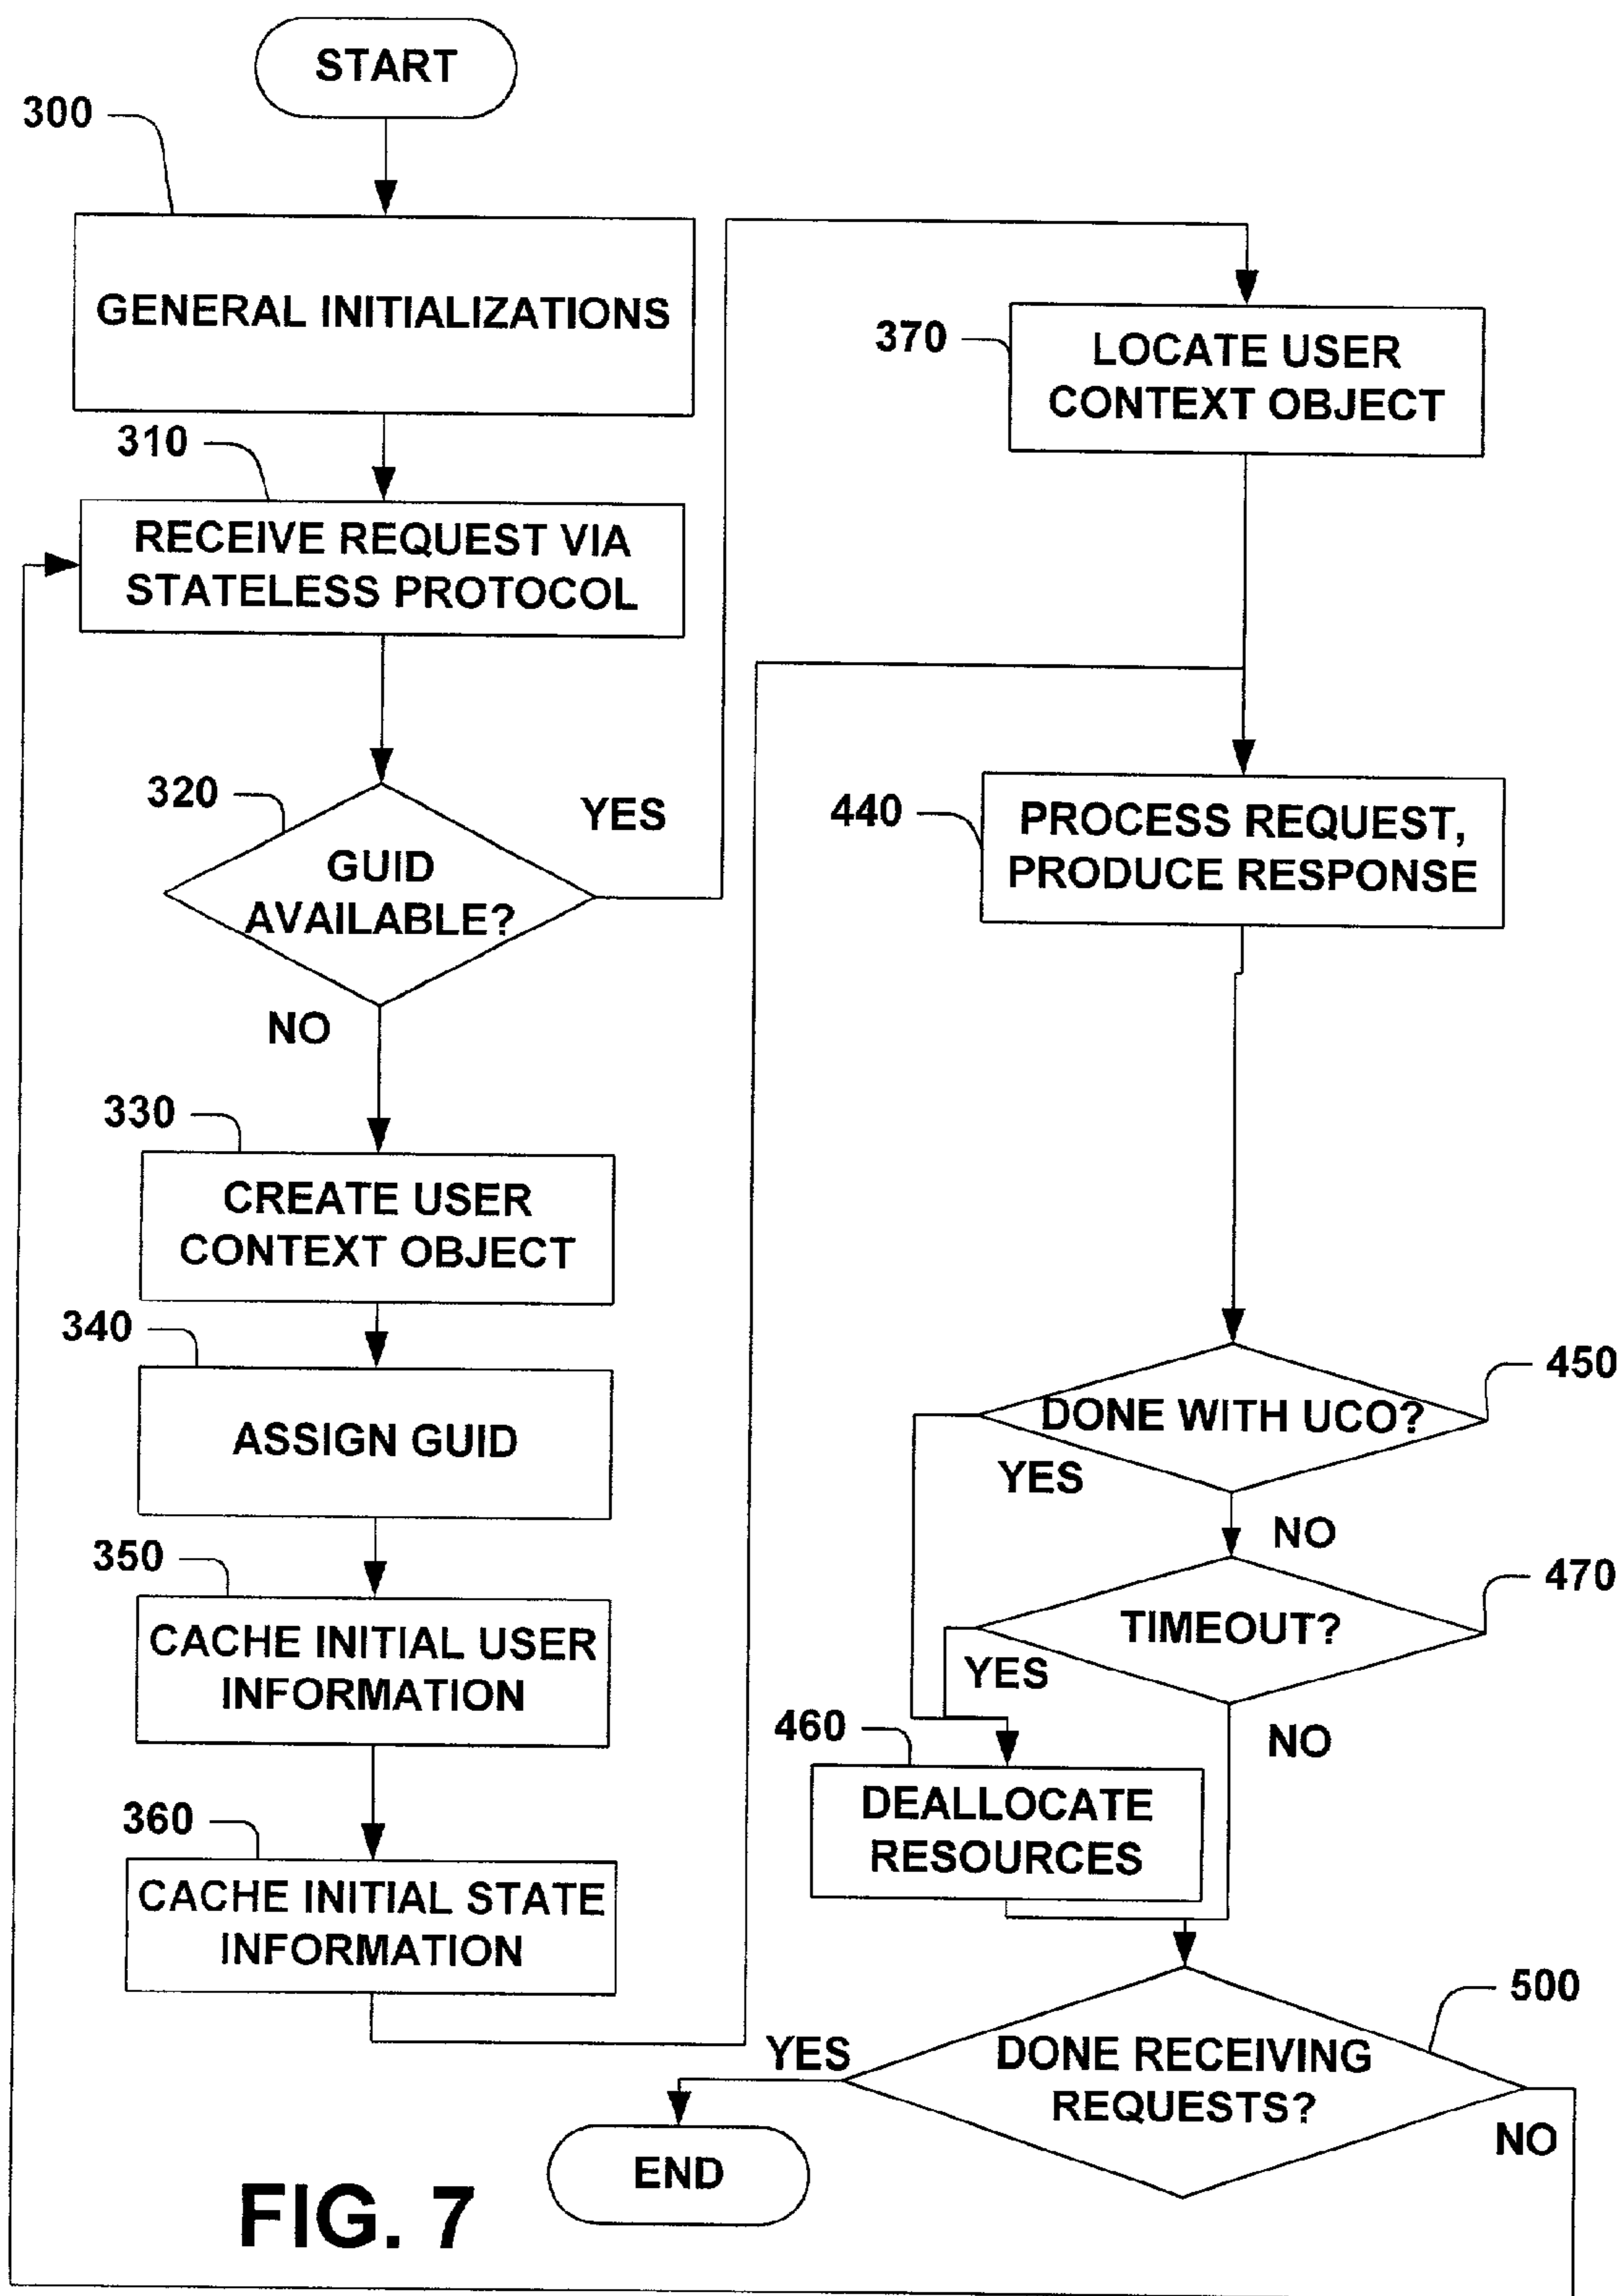 START
300
GENERAL INITIALIZATIONS
310
RECEIVE REQUEST VIA
STATELESS PROTOCOL
320
GUID
AVAILABLE?
YES
NO
330
CREATE USER
CONTEXT OBJECT
340
ASSIGN GUID
350
CACHE INITIAL USER
INFORMATION
360
CACHE INITIAL STATE
INFORMATION
370
LOCATE USER
CONTEXT OBJECT
440
PROCESS REQUEST,
PRODUCE RESPONSE
450
DONE WITH UCO?
YES
NO
470
TIMEOUT?
YES
NO
460
DEALLOCATE
RESOURCES
500
DONE RECEIVING
REQUESTS?
YES
NO
END
FIG. 7